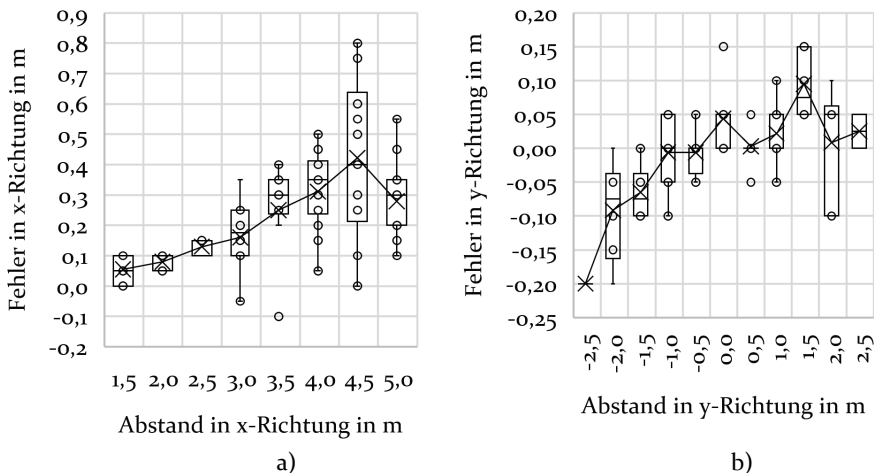 Fehler in x-Richtung in m
0,9
0,8
0,7
0,6
0,5
0,4
0,3
0,2
0,1
0,0
-0,1
-0,2
1,5 2,0 2,5 3,0 3,5 4,0 4,5 5,0
Abstand in x-Richtung in m
a)
Fehler in y-Richtung in m
0,20
0,15
0,10
0,05
0,00
-0,05
-0,10
-0,15
-0,20
-0,25
-2,5 -2,0 -1,5 -1,0 -0,5 0,0 0,5 1,0 1,5 2,0 2,5
Abstand in y-Richtung in m
b)